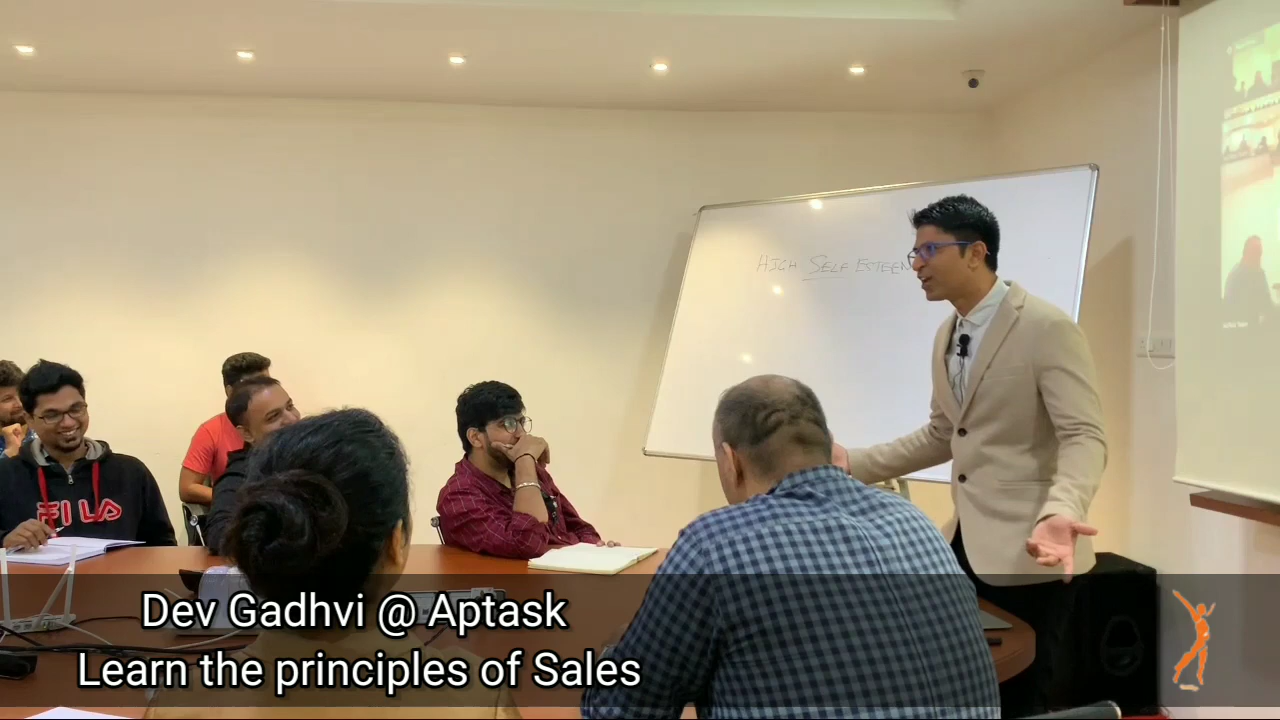 HIGH SELF ESTEEM
FILA
Dev Gadhvi @ Aptask
Learn the principles of Sales